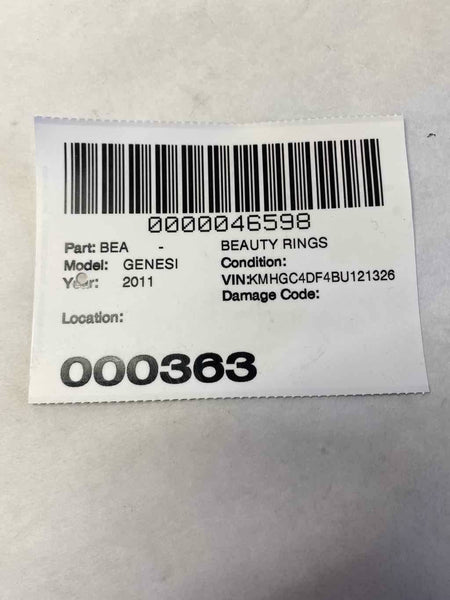 0000046598
Part: BEA - BEAUTY RINGS
Model: GENESI Condition:
Year: 2011 VIN:KMHGC4DF4BU121326
Damage Code:
Location:
000363